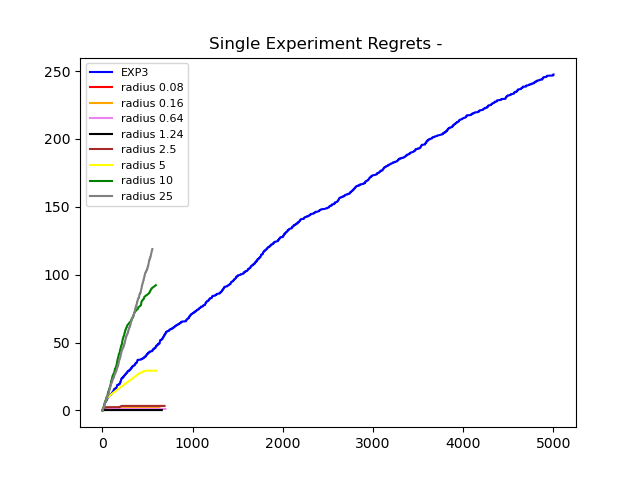 Single Experiment Regrets -
EXP3
radius 0.08
radius 0.16
radius 0.64
radius 1.24
radius 2.5
radius 5
radius 10
radius 25
250
200
150
100
50
0
0 1000 2000 3000 4000 5000